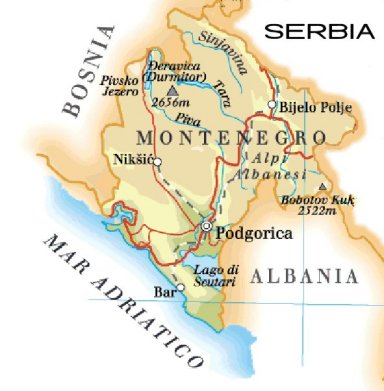 SERBIA
BOSNIA
Sinjavina
Đeravica
(Durmitor)
2656m
Pivsko
Jezero
Tara
Piva
Bijelo Polje
MONTENEGRO
Nikšić
Alpi
Albanesi
Bobotov Kuk
2522m
Podgorica
Lago di
Scutari
ALBANIA
Bar
MAR ADRIATICO